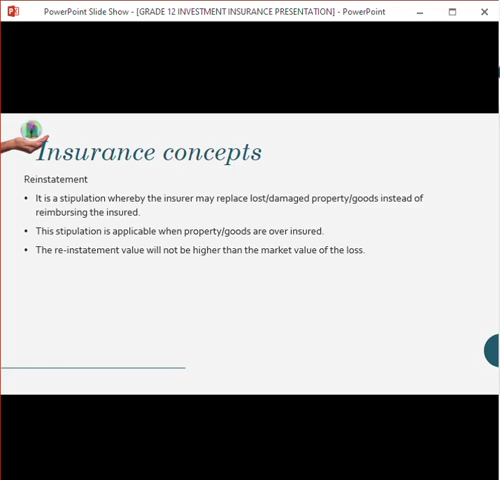 PowerPoint Slide Show - [GRADE 12 INVESTMENT INSURANCE PRESENTATION] - PowerPoint
Insurance concepts
Reinstatement
• It is a stipulation whereby the insurer may replace lost/damaged property/goods instead of
reimbursing the insured.
• This stipulation is applicable when property/goods are over insured.
• The re-instatement value will not be higher than the market value of the loss.